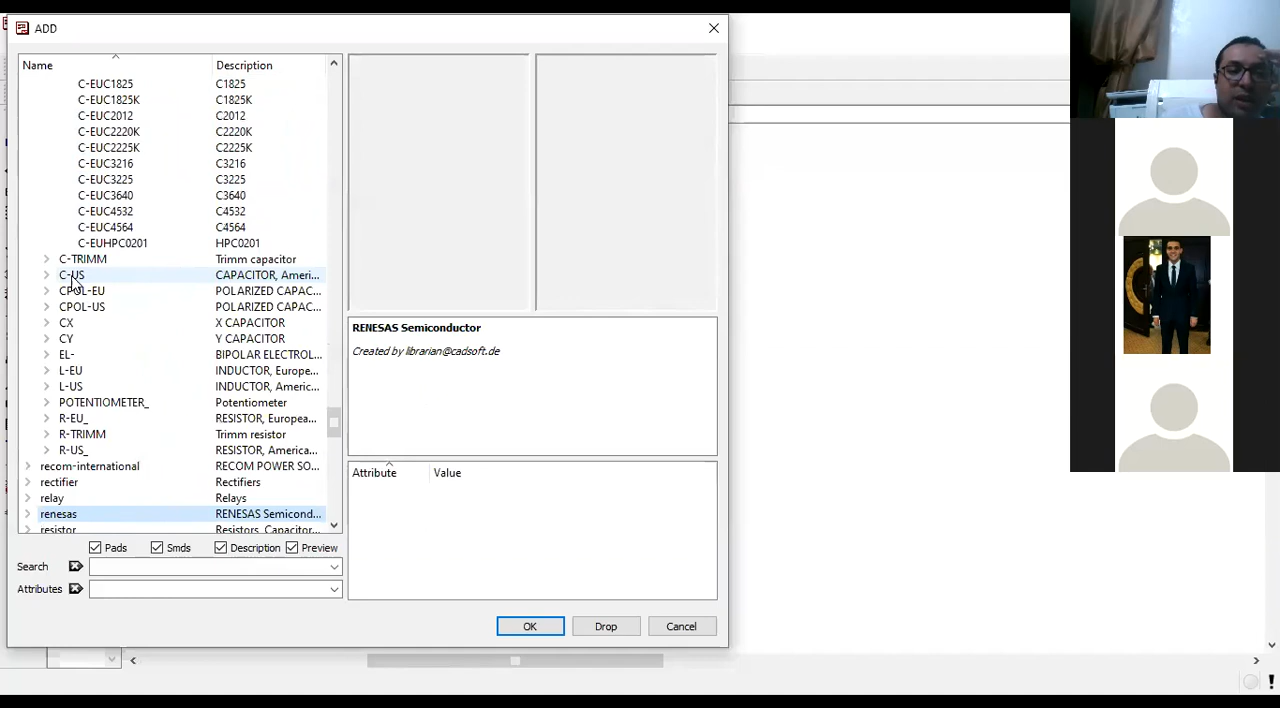 ADD
Name Description
C-EUC1825 C1825
C-EUC1825K C1825K
C-EUC2012 C2012
C-EUC2220K C2220K
C-EUC2225K C2225K
C-EUC3216 C3216
C-EUC3225 C3225
C-EUC3640 C3640
C-EUC4532 C4532
C-EUC4564 C4564
C-EUHPC0201 HPC0201
C-TRIMM Trimm capacitor
C-US CAPACITOR, Ameri...
CPOL-EU POLARIZED CAPAC...
CPOL-US POLARIZED CAPAC...
CX X CAPACITOR
CY Y CAPACITOR
EL- BIPOLAR ELECTROL...
L-EU INDUCTOR, Europe...
L-US INDUCTOR, Americ...
POTENTIOMETER_ Potentiometer
R-EU_ RESISTOR, Europea...
R-TRIMM Trimm resistor
R-US_ RESISTOR, America...
recom-international RECOM POWER SO...
rectifier Rectifiers
relay Relays
renesas RENESAS Semicond...
resistor Resistors, Capacitor...
Pads Smds Description Preview
Search
Attributes
RENESAS Semiconductor
Created by librarian@cadsoft.de
Attribute Value
OK Drop Cancel